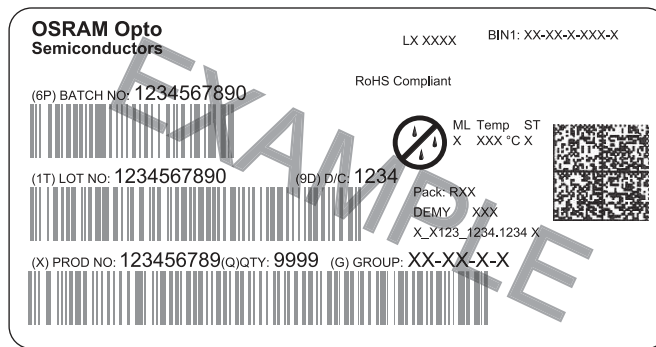 OSRAM Opto
Semiconductors
LX XXXX
BIN1: XX-XX-X-XXX-X
RoHS Compliant
(6P) BATCH NO: 1234567890
ML Temp ST
X XXX °C X
(1T) LOT NO: 1234567890
(9D) D/C: 1234
Pack: RXX
DEMY XXX
X_X123_1234.1234 X
(X) PROD NO: 123456789(Q)QTY: 9999 (G) GROUP: XX-XX-X-X
EXAMPLE